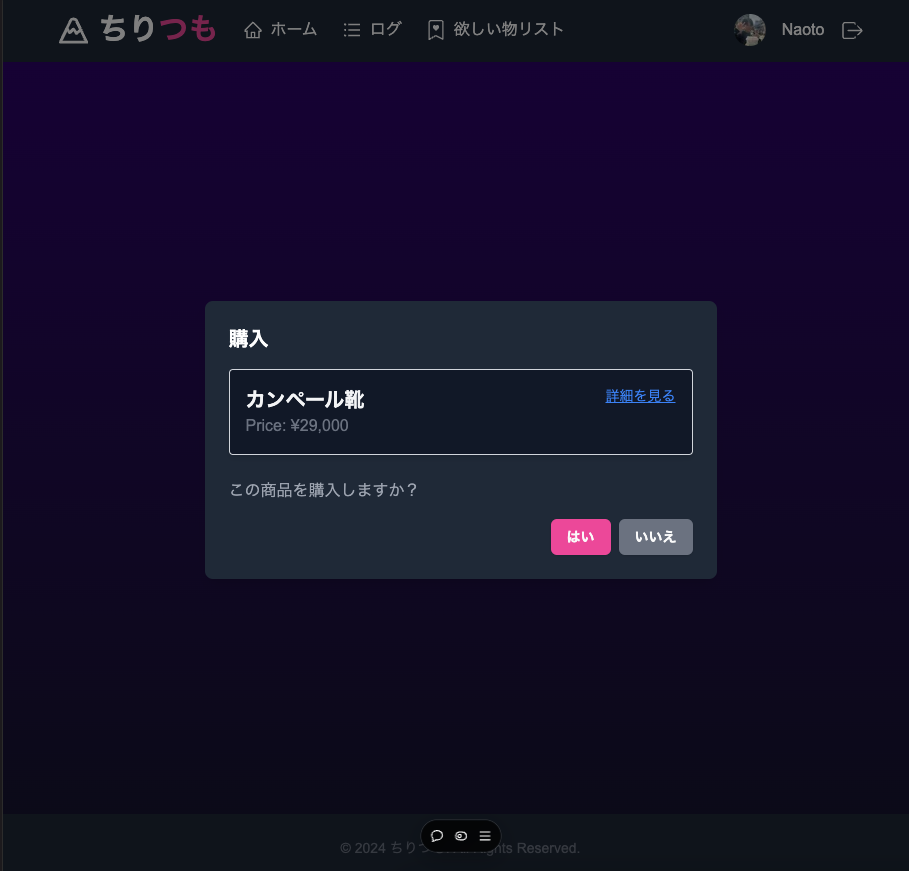 ちりつも ホーム ログ 欲しい物リスト Naoto
購入
カンペール靴 詳細を見る
Price: ¥29,000
この商品を購入しますか？
はい いいえ
© 2024 ちりつ Rights Reserved.